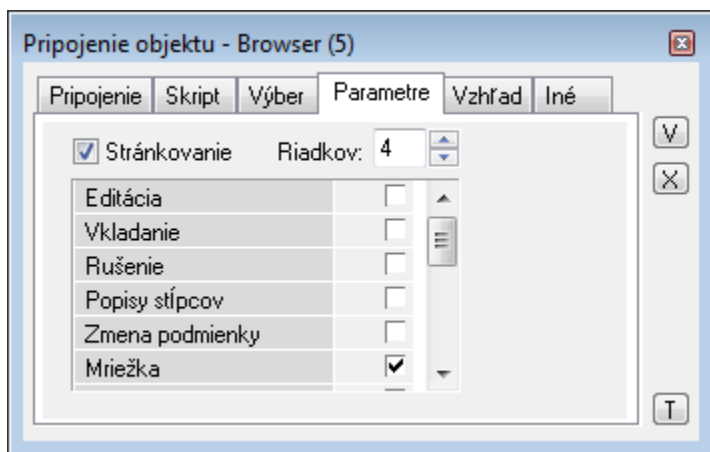 Pripojenie objektu - Browser (5)
Pripojenie Skript Výber Parametre Vzhľad Iné
Stránkovanie Riadkov: 4
Editácia
Vkladanie
Rušenie
Popisy stĺpcov
Zmena podmienky
Mriežka
V
X
T